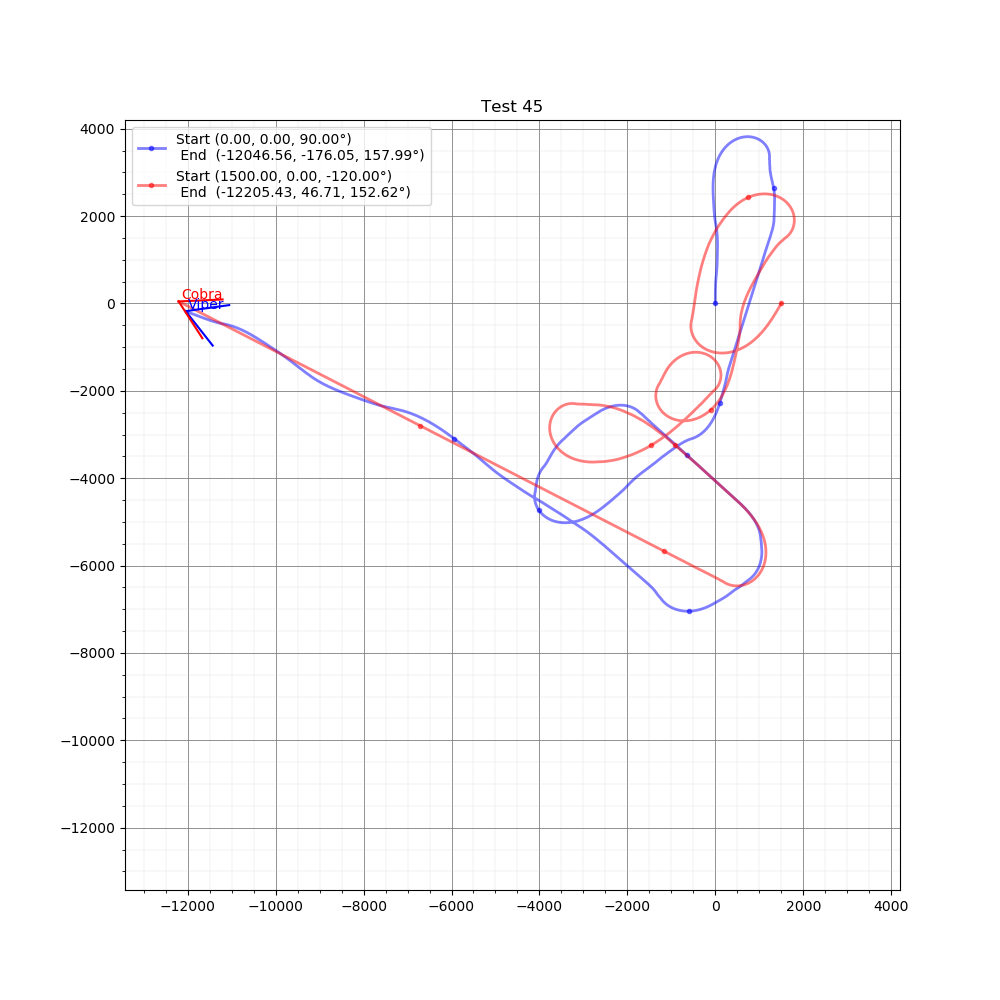 Test 45
Start (0.00, 0.00, 90.00°)
End (-12046.56, -176.05, 157.99°)
Start (1500.00, 0.00, -120.00°)
End (-12205.43, 46.71, 152.62°)
Cobra
Viper
4000
2000
0
−2000
−4000
−6000
−8000
−10000
−12000
−12000 −10000 −8000 −6000 −4000 −2000 0 2000 4000